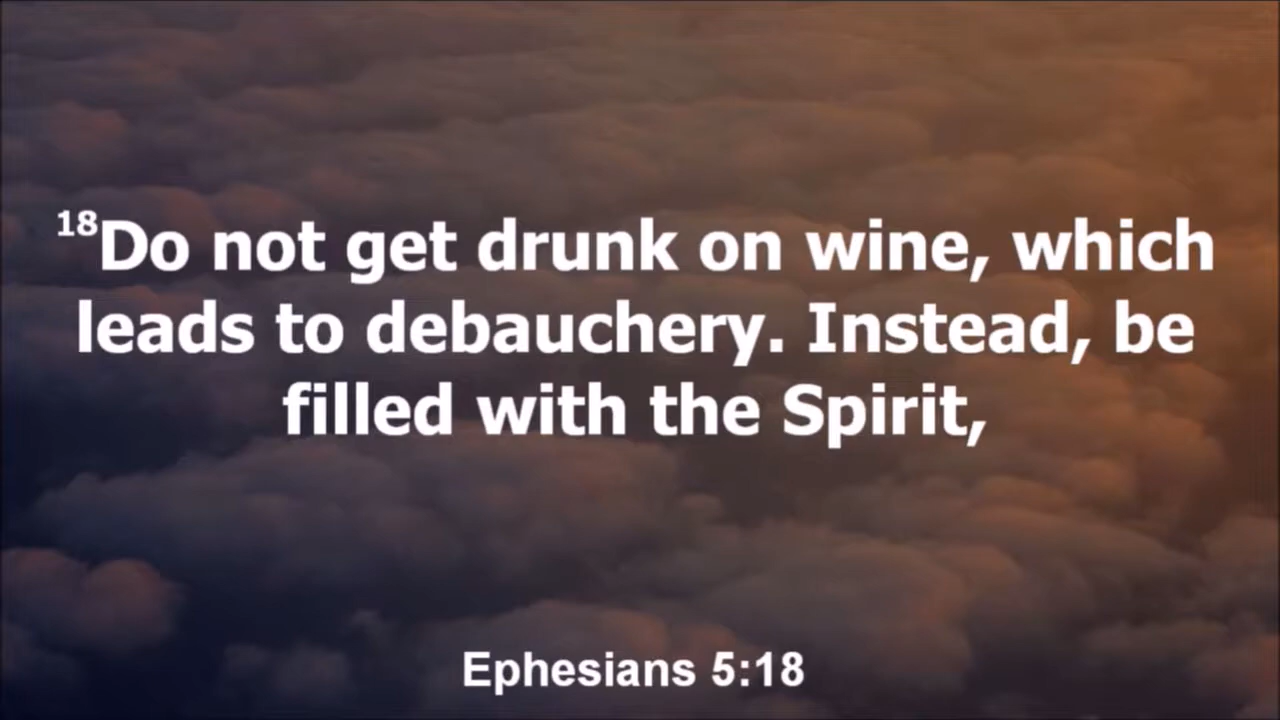 18Do not get drunk on wine, which
leads to debauchery. Instead, be
filled with the Spirit,
Ephesians 5:18